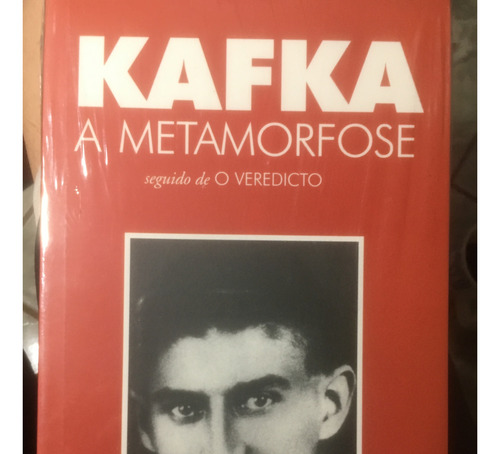 KAFKA
A METAMORFOSE
seguido de O VEREDICTO